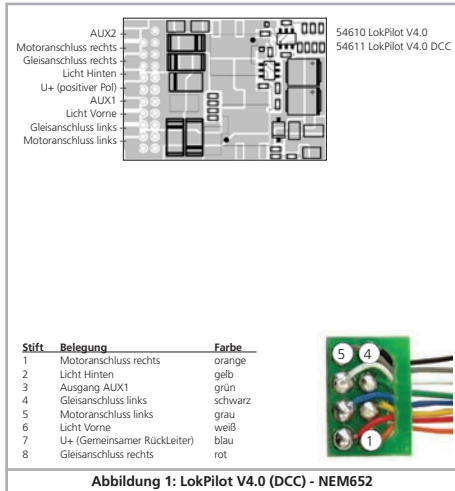 AUX2
Motoranschluss rechts
Gleisanschluss rechts
Licht Hinten
U+ (positiver Pol)
AUX1
Licht Vorne
Gleisanschluss links
Motoranschluss links
54610 LokPilot V4.0
54611 LokPilot V4.0 DCC
Stift Belegung Farbe
1 Motoranschluss rechts orange
2 Licht Hinten gelb
3 Ausgang AUX1 grün
4 Gleisanschluss links schwarz
5 Motoranschluss links grau
6 Licht Vorne weiß
7 U+ (Gemeinsamer RückLeiter) blau
8 Gleisanschluss rechts rot
5 4
1
Abbildung 1: LokPilot V4.0 (DCC) - NEM652